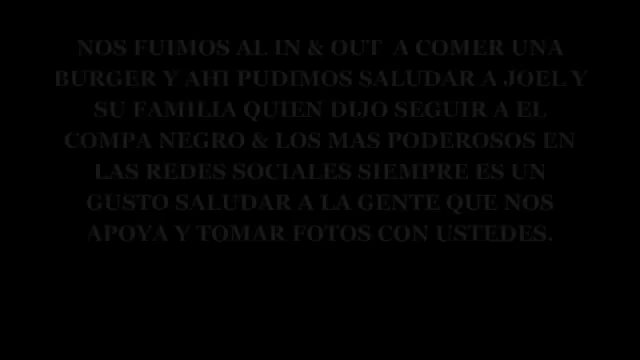 NOS FUIMOS AL IN & OUT  A COMER UNA
BURGER Y AHI PUDIMOS SALUDAR A JOEL Y
SU FAMILIA QUIEN DIJO SEGUIR A EL
COMPA NEGRO & LOS MAS PODEROSOS EN
LAS REDES SOCIALES SIEMPRE ES UN
GUSTO SALUDAR A LA GENTE QUE NOS
APOYA Y TOMAR FOTOS CON USTEDES.